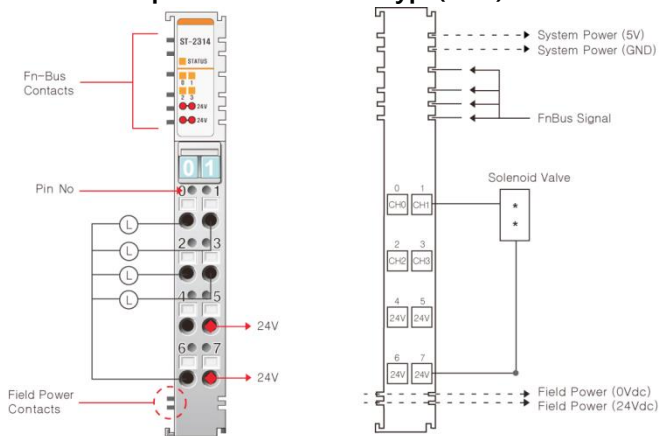 ST-2314
STATUS
0 1
2 3
24V
24V
Fn-Bus
Contacts
0 1
Pin No
0 1
L
2 3
L
L
4 5
L
24V
6 7
24V
Field Power
Contacts
System Power (5V)
System Power (GND)
FnBus Signal
Solenoid Valve
0 1
CH0 CH1
* *
2 3
CH2 CH3
4 5
24V 24V
6 7
24V 24V
Field Power (0Vdc)
Field Power (24Vdc)